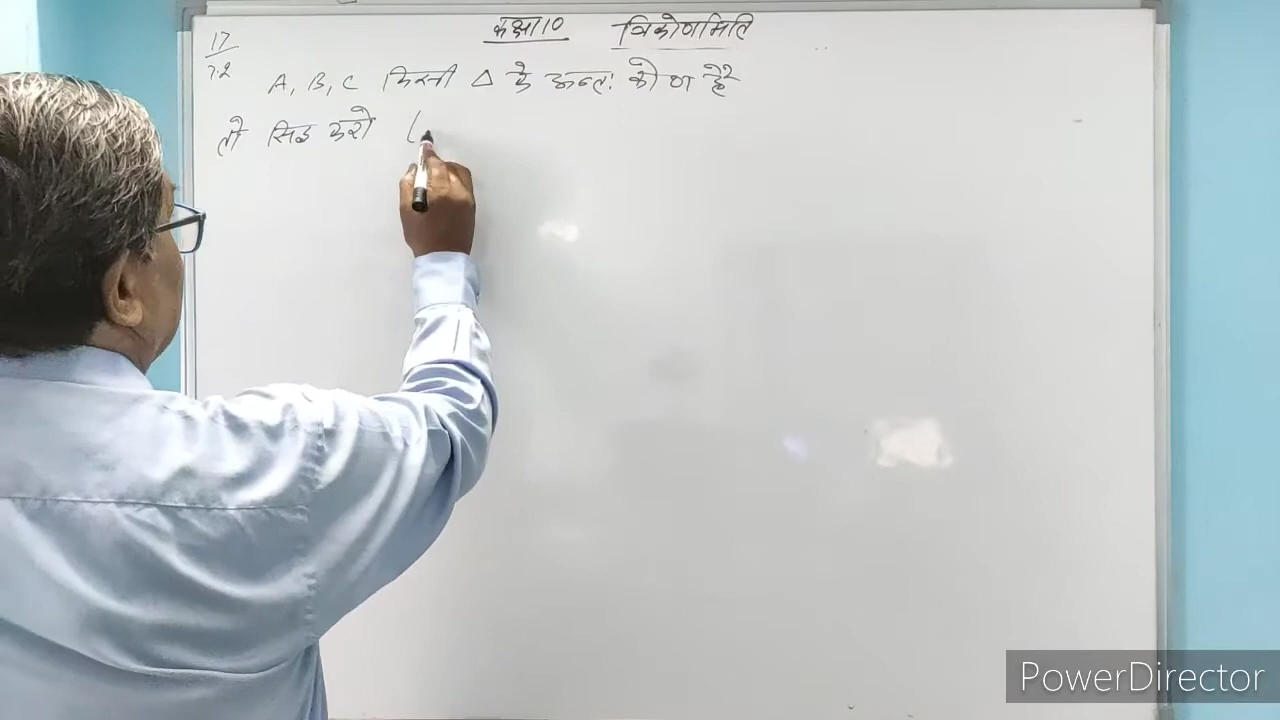 कक्षा 10 त्रिकोणमिति
17
7.2
A, B, C किसी Δ के अन्तः कोण है
तो सिद्ध करो (
PowerDirector